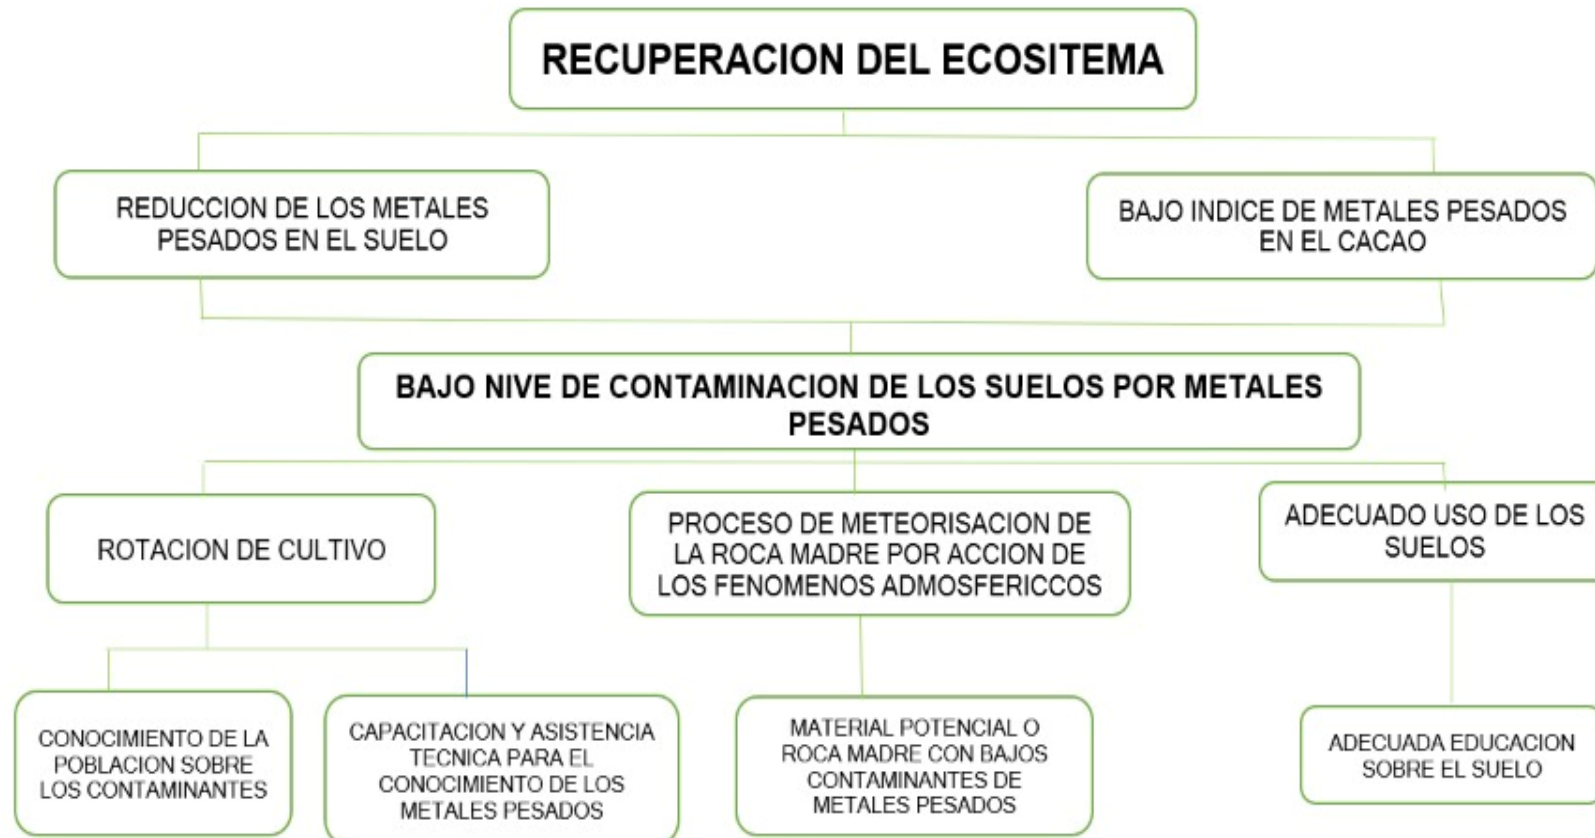 RECUPERACION DEL ECOSITEMA
REDUCCION DE LOS METALES
PESADOS EN EL SUELO
BAJO INDICE DE METALES PESADOS
EN EL CACAO
BAJO NIVE DE CONTAMINACION DE LOS SUELOS POR METALES
PESADOS
ROTACION DE CULTIVO
PROCESO DE METEORISACION DE
LA ROCA MADRE POR ACCION DE
LOS FENOMENOS ADMOSFERICCOS
ADECUADO USO DE LOS
SUELOS
CONOCIMIENTO DE LA
POBLACION SOBRE
LOS CONTAMINANTES
CAPACITACION Y ASISTENCIA
TECNICA PARA EL
CONOCIMIENTO DE LOS
METALES PESADOS
MATERIAL POTENCIAL O
ROCA MADRE CON BAJOS
CONTAMINANTES DE
METALES PESADOS
ADECUADA EDUCACION
SOBRE EL SUELO